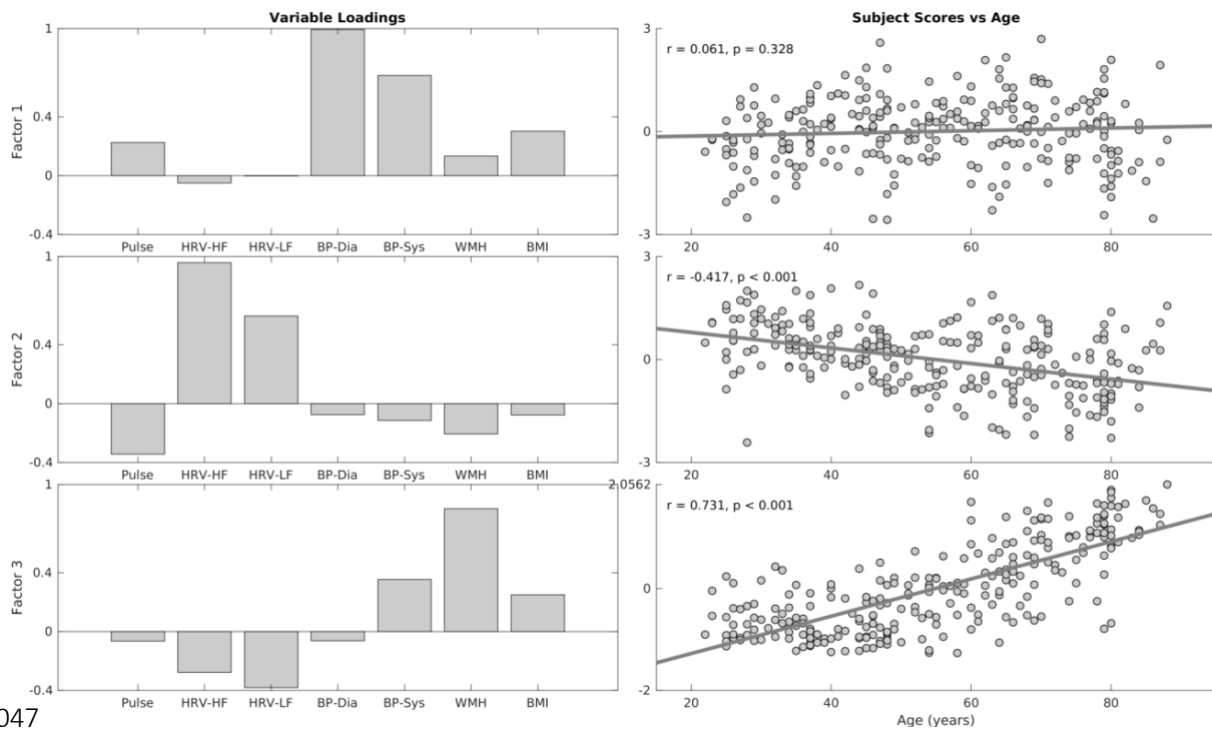 Variable Loadings
Subject Scores vs Age
1
0.4
0
-0.4
Factor 1
Pulse HRV-HF HRV-LF BP-Dia BP-Sys WMH BMI
3
0
-3
r = 0.061, p = 0.328
20 40 60 80
1
0.4
0
-0.4
Factor 2
Pulse HRV-HF HRV-LF BP-Dia BP-Sys WMH BMI
3
0
-3
r = -0.417, p < 0.001
20 40 60 80
1
0.4
0
-0.4
Factor 3
Pulse HRV-HF HRV-LF BP-Dia BP-Sys WMH BMI
2.0562
0
-2
r = 0.731, p < 0.001
20 40 60 80
Age (years)
047